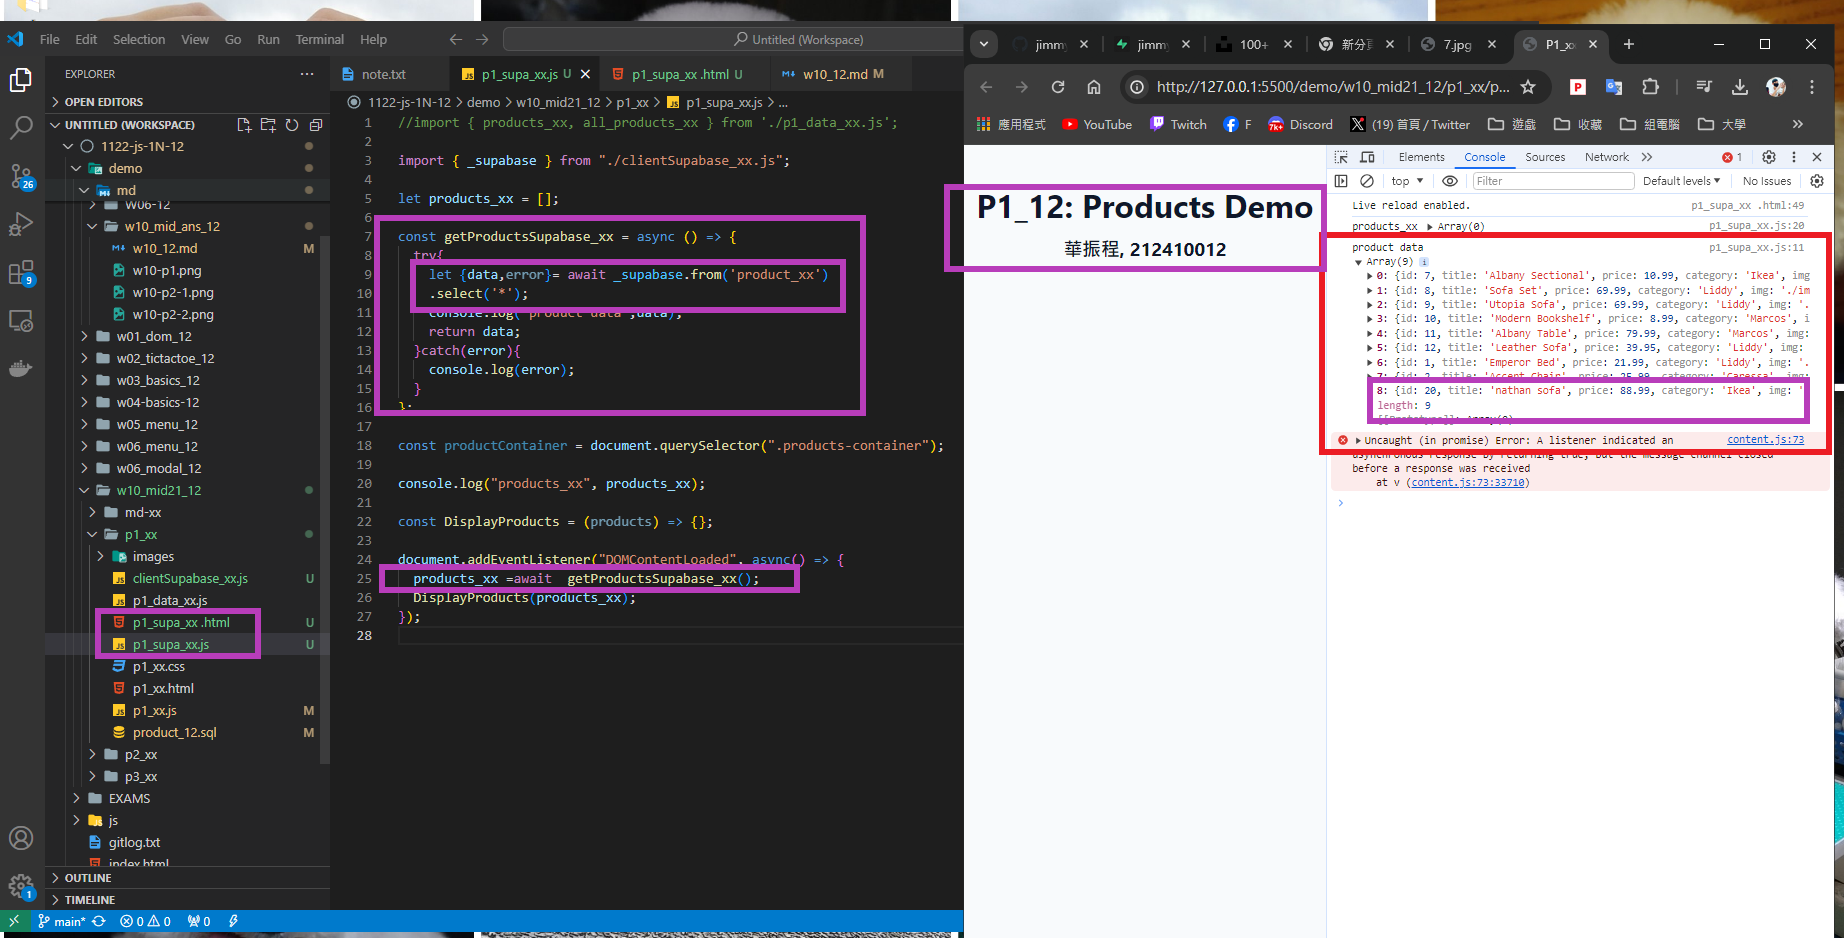 File Edit Selection View Go Run Terminal Help
Untitled (Workspace)
EXPLORER
OPEN EDITORS
UNTITLED (WORKSPACE)
1122-js-1N-12
demo
md
W06-12
w10_mid_ans_12
w10_12.md M
w10-p1.png
w10-p2-1.png
w10-p2-2.png
w01_dom_12
w02_tictactoe_12
w03_basics_12
w04-basics-12
w05_menu_12
w06_menu_12
w06_modal_12
w10_mid21_12
md-xx
p1_xx
images
clientSupabase_xx.js U
p1_data_xx.js
p1_supa_xx .html U
p1_supa_xx.js U
p1_xx.css
p1_xx.html
p1_xx.js M
product_12.sql M
p2_xx
p3_xx
EXAMS
js
gitlog.txt
index.html
OUTLINE
TIMELINE
26
9
1
main* 0 0 0
note.txt p1_supa_xx.js U p1_supa_xx .html U w10_12.md M
1122-js-1N-12 > demo > w10_mid21_12 > p1_xx > p1_supa_xx.js > ...
1 //import { products_xx, all_products_xx } from './p1_data_xx.js';
2
3 import { _supabase } from "./clientSupabase_xx.js";
4
5 let products_xx = [];
6
7 const getProductsSupabase_xx = async () => {
8 try{
9 let {data,error}= await _supabase.from('product_xx')
10 .select('*');
11 console.log("product data",data);
12 return data;
13 }catch(error){
14 console.log(error);
15 }
16 };
17
18 const productContainer = document.querySelector(".products-container");
19
20 console.log("products_xx", products_xx);
21
22 const DisplayProducts = (products) => {};
23
24 document.addEventListener("DOMContentLoaded", async() => {
25 products_xx =await getProductsSupabase_xx();
26 DisplayProducts(products_xx);
27 });
28
jimmy jimmy 100+ 新分頁 7.jpg P1_xx
http://127.0.0.1:5500/demo/w10_mid21_12/p1_xx/p...
應用程式 YouTube Twitch F Discord (19) 首頁 / Twitter 遊戲 收藏 組電腦 大學
P1_12: Products Demo
華振程, 212410012
Elements Console Sources Network 1
top Filter Default levels No Issues
Live reload enabled. p1_supa_xx .html:49
products_xx Array(0) p1_supa_xx.js:20
product data p1_supa_xx.js:11
Array(9)
0: {id: 7, title: 'Albany Sectional', price: 10.99, category: 'Ikea', img
1: {id: 8, title: 'Sofa Set', price: 69.99, category: 'Liddy', img: './im
2: {id: 9, title: 'Utopia Sofa', price: 69.99, category: 'Liddy', img: '.
3: {id: 10, title: 'Modern Bookshelf', price: 8.99, category: 'Marcos', i
4: {id: 11, title: 'Albany Table', price: 79.99, category: 'Marcos', img:
5: {id: 12, title: 'Leather Sofa', price: 39.95, category: 'Liddy', img:
6: {id: 1, title: 'Emperor Bed', price: 21.99, category: 'Liddy', img: '.
7: {id: 2, title: 'Accent Chair', price: 25.99, category: 'Caressa', img:
8: {id: 20, title: 'nathan sofa', price: 88.99, category: 'Ikea', img: '
length: 9
[[Prototype]]: Array(0)
Uncaught (in promise) Error: A listener indicated an content.js:73
asynchronous response by returning true, but the message channel closed
before a response was received
at v (content.js:73:33710)